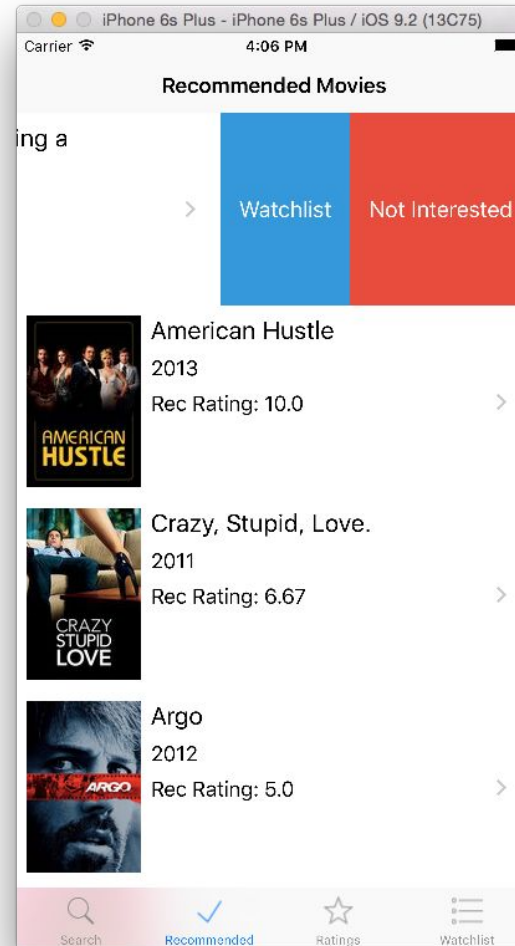 iPhone 6s Plus - iPhone 6s Plus / iOS 9.2 (13C75)
Carrier 4:06 PM
Recommended Movies
ing a
Watchlist Not Interested
American Hustle
2013
Rec Rating: 10.0
AMERICAN
HUSTLE
Crazy, Stupid, Love.
2011
Rec Rating: 6.67
CRAZY
STUPID
LOVE
Argo
2012
ARGO
Rec Rating: 5.0
Search Recommended Ratings Watchlist